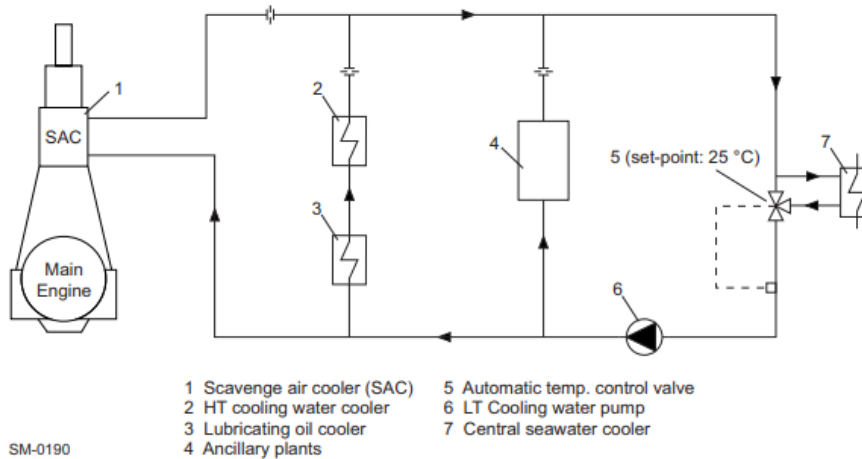 1
SAC
Main
Engine
2
3
4
5 (set-point: 25 °C)
7
6
1 Scavenge air cooler (SAC)
2 HT cooling water cooler
3 Lubricating oil cooler
4 Ancillary plants
5 Automatic temp. control valve
6 LT Cooling water pump
7 Central seawater cooler
SM-0190